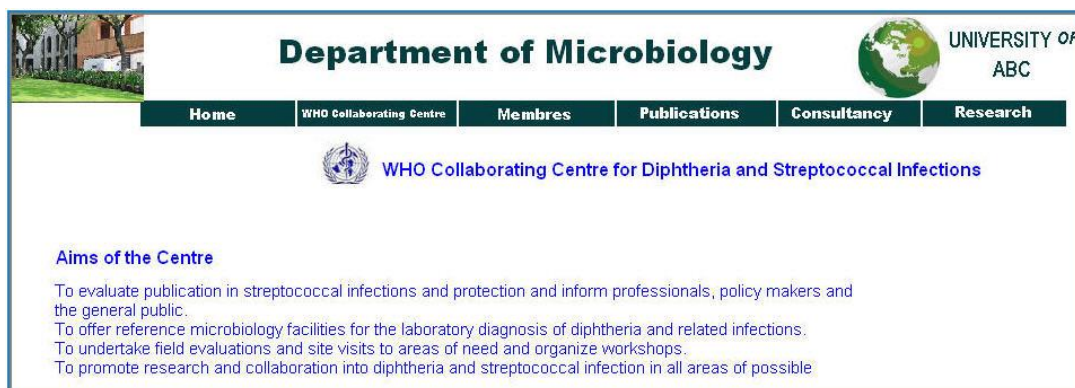 Department of Microbiology
UNIVERSITY OF
ABC
Home WHO Collaborating Centre Membres Publications Consultancy Research
WHO Collaborating Centre for Diphtheria and Streptococcal Infections
Aims of the Centre
To evaluate publication in streptococcal infections and protection and inform professionals, policy makers and
the general public.
To offer reference microbiology facilities for the laboratory diagnosis of diphtheria and related infections.
To undertake field evaluations and site visits to areas of need and organize workshops.
To promote research and collaboration into diphtheria and streptococcal infection in all areas of possible